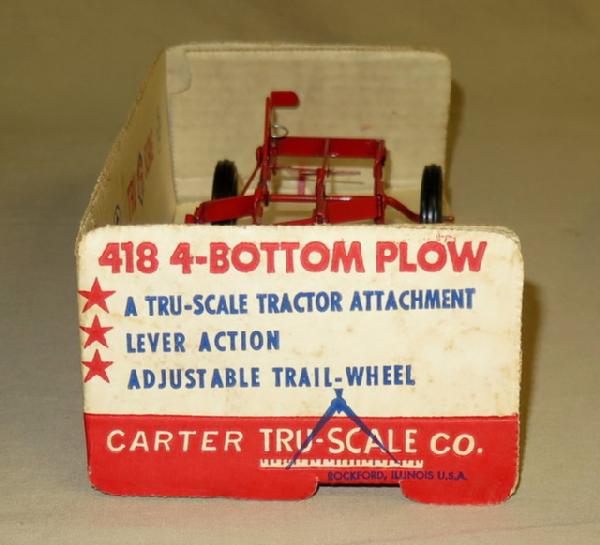 418 4-BOTTOM PLOW
A TRU-SCALE TRACTOR ATTACHMENT
LEVER ACTION
ADJUSTABLE TRAIL-WHEEL
CARTER TRU-SCALE CO.
ROCKFORD, ILLINOIS U.S.A.